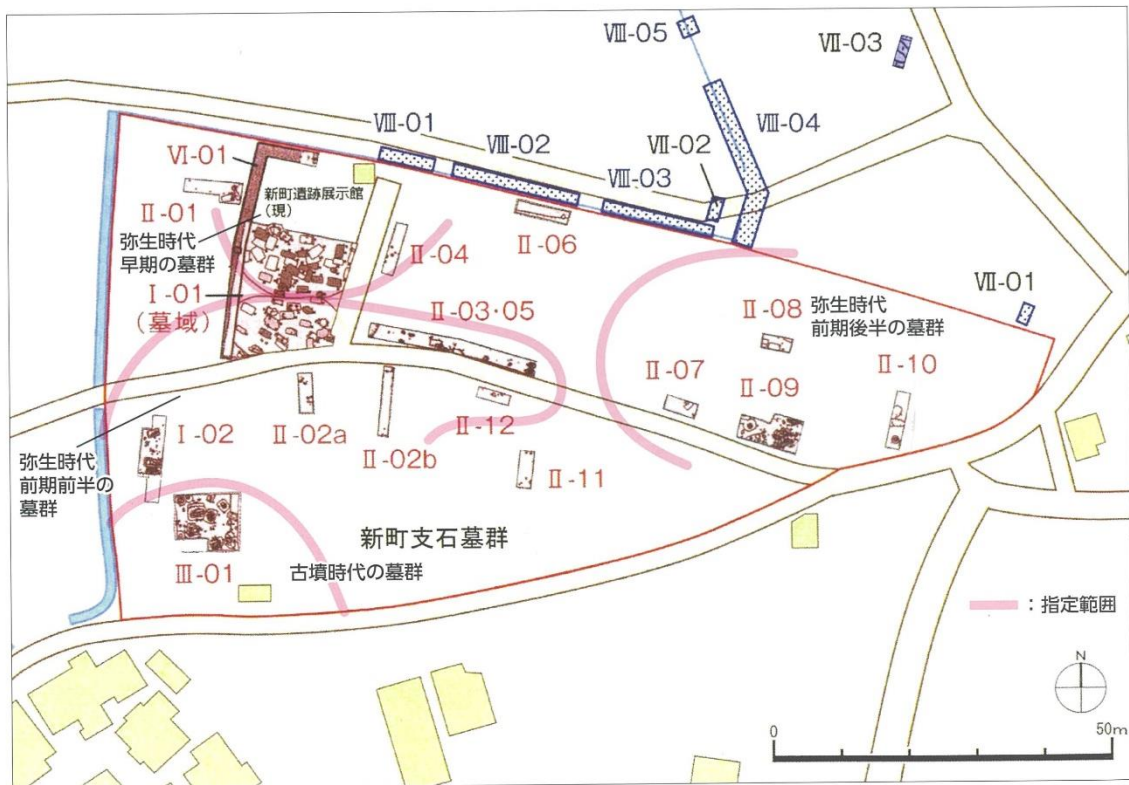 Ⅷ-05
Ⅶ-03
Ⅷ-01
Ⅷ-02
Ⅶ-02
Ⅷ-04
Ⅷ-03
Ⅵ-01
新町遺跡展示館
(現)
Ⅱ-01
弥生時代
早期の墓群
Ⅱ-04
Ⅱ-06
Ⅰ-01
(墓域)
Ⅱ-03・05
Ⅶ-01
Ⅱ-08
弥生時代
前期後半の墓群
Ⅱ-07
Ⅱ-09
Ⅱ-10
Ⅰ-02
Ⅱ-02a
Ⅱ-02b
Ⅱ-12
Ⅱ-11
弥生時代
前期前半の
墓群
新町支石墓群
Ⅲ-01
古墳時代の墓群
:指定範囲
N
0
50m